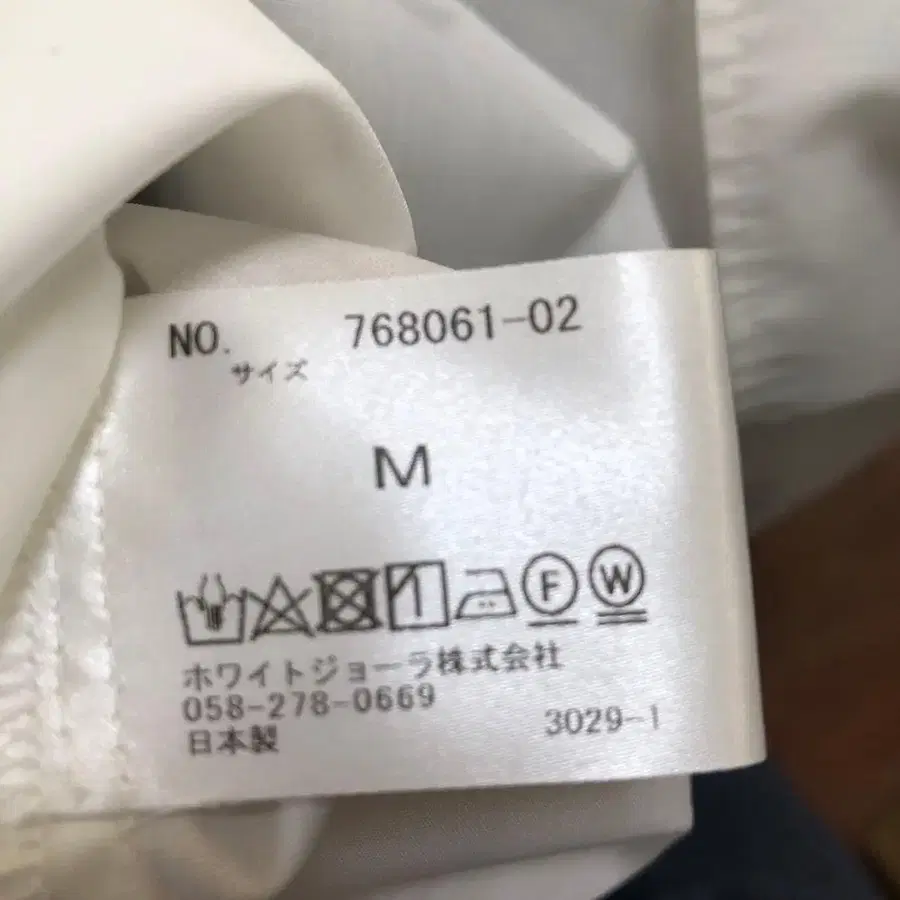 NO. 768061-02
サイズ
M
F W
ホワイトジョーラ株式会社
058-278-0669
日本製 3029-1